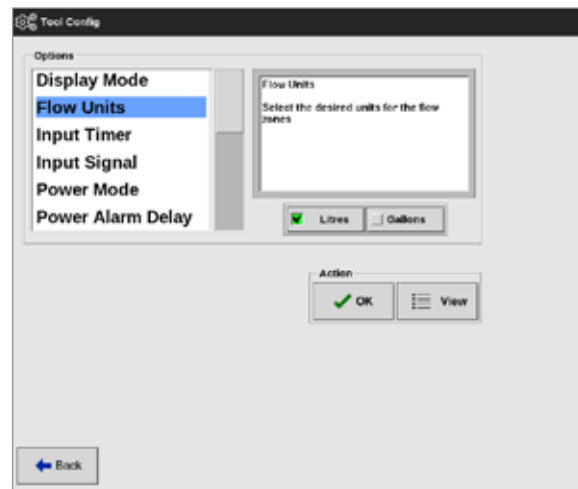 Tool Config
Options
Display Mode
Flow Units
Input Timer
Input Signal
Power Mode
Power Alarm Delay
Flow Units
Select the desired units for the flow
zones
Litres
Gallons
Action
OK
View
Back